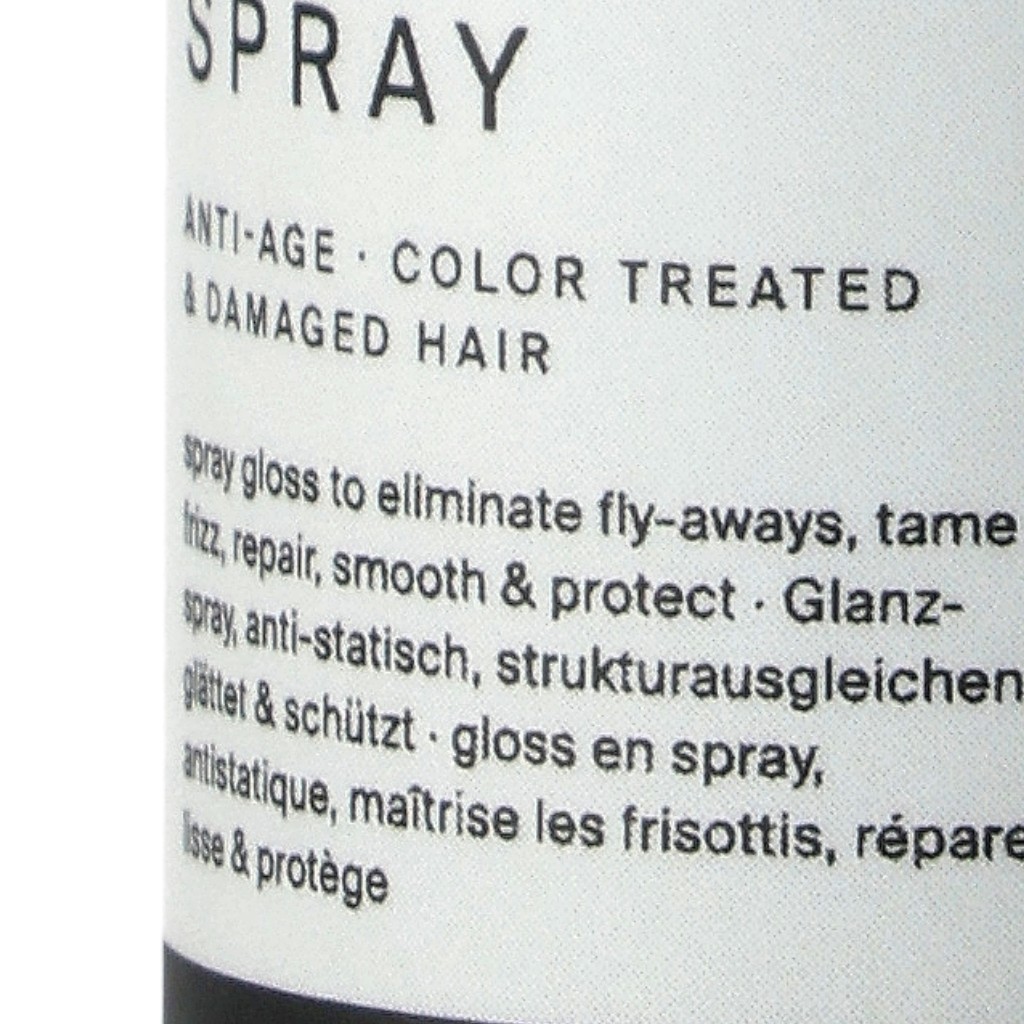 SPRAY
ANTI-AGE · COLOR TREATED
& DAMAGED HAIR
spray gloss to eliminate fly-aways, tame
frizz, repair, smooth & protect · Glanz-
spray, anti-statisch, strukturausgleichen
glättet & schützt · gloss en spray,
antistatique, maîtrise les frisottis, répare
lisse & protège